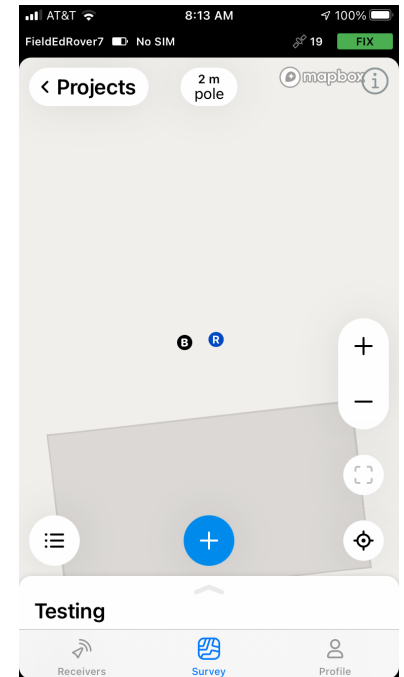 AT&T 8:13 AM 100%
FieldEdRover7 No SIM 19 FIX
< Projects
2 m
pole
mapbox
i
B R
+
−
+
Testing
Receivers Survey Profile